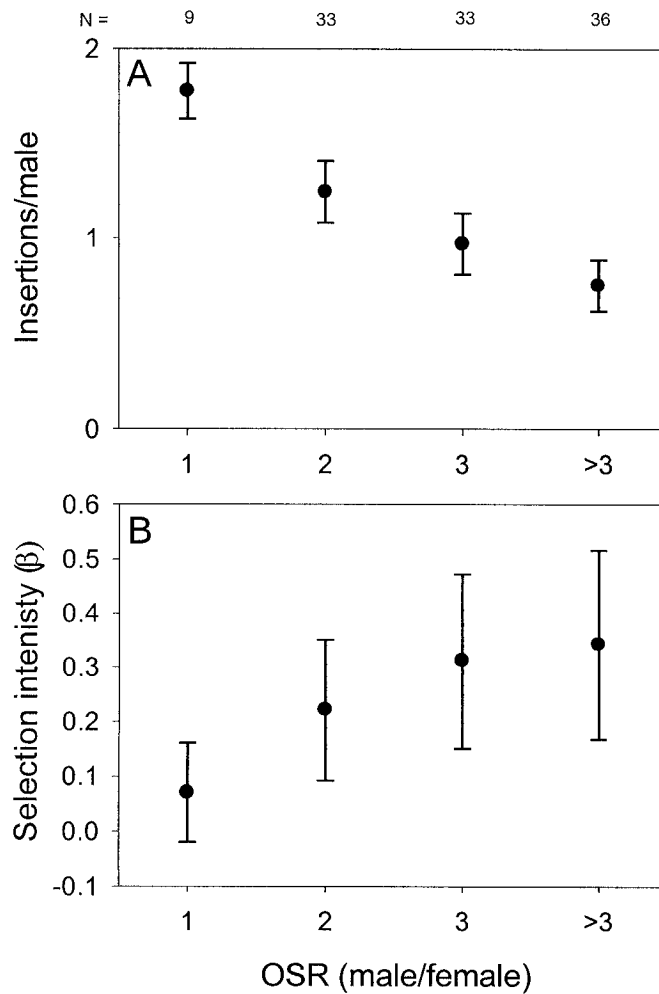 N = 9 33 33 36
A
Insertions/male
2
1
0
1 2 3 >3
B
Selection intenisty (β)
0.6
0.5
0.4
0.3
0.2
0.1
0.0
-0.1
1 2 3 >3
OSR (male/female)